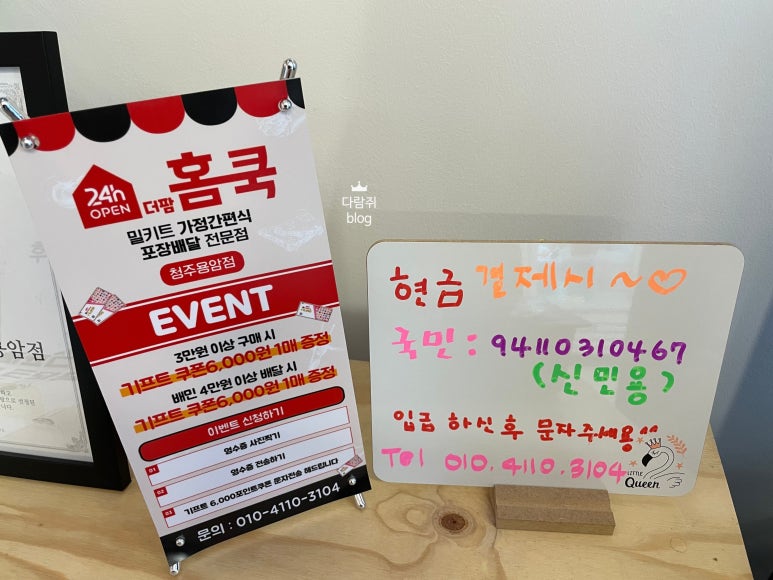 24h
OPEN
더팜 홈쿡
밀키트 가정간편식
포장배달 전문점
청주용암점
EVENT
3만원 이상 구매 시
기프트 쿠폰6,000원 1매 증정
배민 4만원 이상 배달 시
기프트 쿠폰6,000원 1매 증정
이벤트 신청하기
01 영수증 사진찍기
02 영수증 전송하기
03 기프트 6,000포인트쿠폰 문자전송 해드립니다
문의 : 010-4110-3104
다람쥐
blog
현금 결제시 ~♡
국민 : 94110310467
(신민용)
입금 하신후 문자주세용^^
Tel 010.4110.3104
LITTLE
Queen
암점